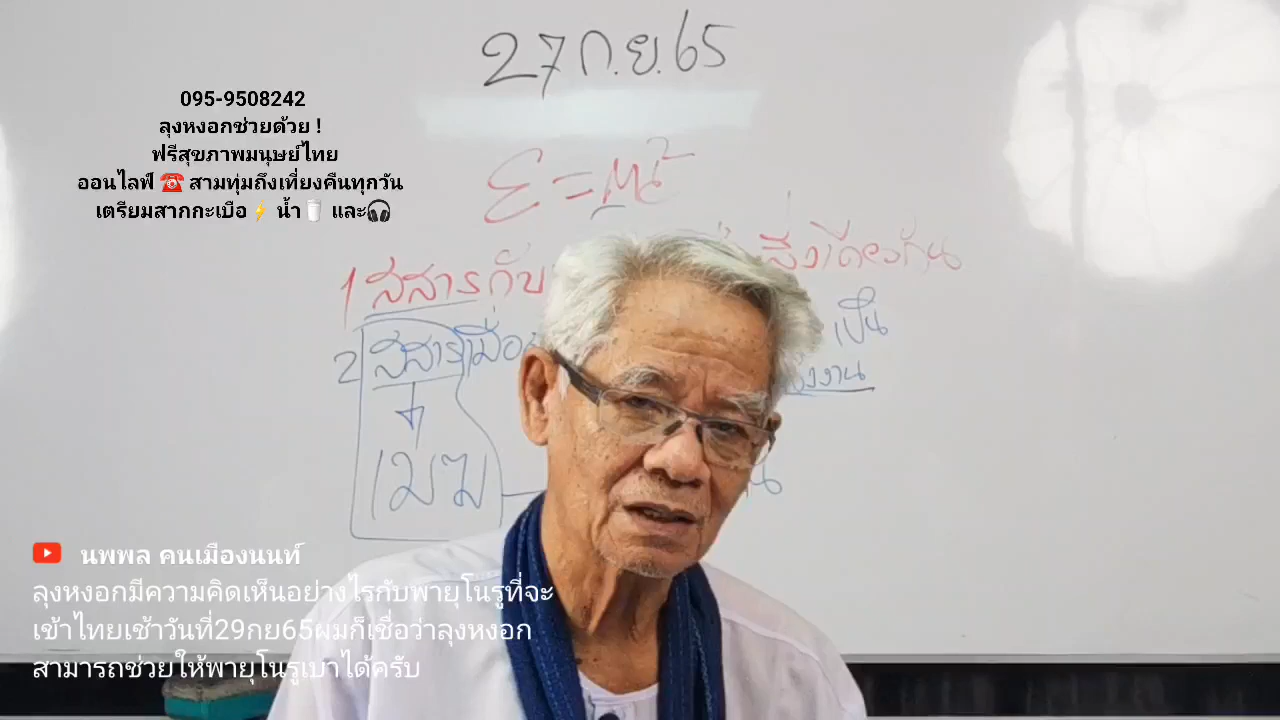 27 ก.ย.65
095-9508242
ลุงหงอกช่วยด้วย !
ฟรีสุขภาพมนุษย์ไทย
ออนไลฟ์ ☎️ สามทุ่มถึงเที่ยงคืนทุกวัน
เตรียมสากกะเบือ⚡ น้ำ🥛 และ🎧
E = mc²
1 สสารกับ สิ่งเดียวกัน
2 สสารเมื่อ เป็น
งาน
เมฆ
นพพล คนเมืองนนท์
ลุงหงอกมีความคิดเห็นอย่างไรกับพายุโนรูที่จะ
เข้าไทยเช้าวันที่29กย65ผมก็เชื่อว่าลุงหงอก
สามารถช่วยให้พายุโนรูเบาได้ครับ